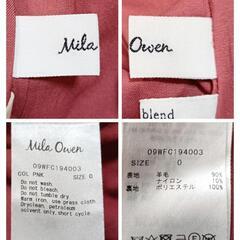 Mila
Owen
blend
Mila Owen
09WFC194003
COL PNK SIZE 0
Do not wash.
Do not bleach.
Do not tumble dry.
Warm iron, use press cloth.
Dryclean, petroleum
solvent only, short cycle
09WFC194003
SIZE 0
表地 羊毛 90%
ナイロン 10%
裏地 ポリエステル 100%